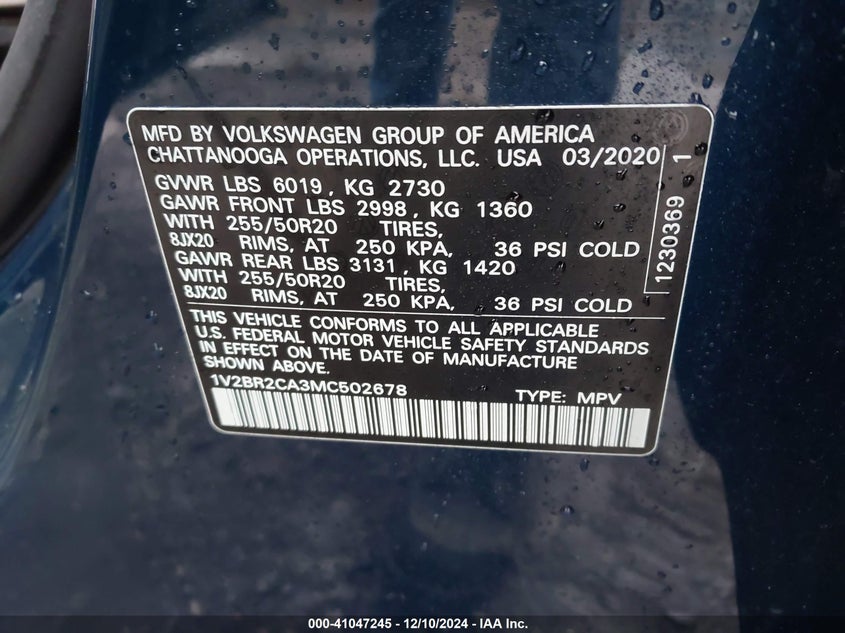 MFD BY VOLKSWAGEN GROUP OF AMERICA
CHATTANOOGA OPERATIONS, LLC. USA 03/2020
GVWR LBS 6019, KG 2730
GAWR FRONT LBS 2998, KG 1360
WITH 255/50R20 TIRES,
8JX20 RIMS, AT 250 KPA, 36 PSI COLD
GAWR REAR LBS 3131, KG 1420
WITH 255/50R20 TIRES,
8JX20 RIMS, AT 250 KPA, 36 PSI COLD
THIS VEHICLE CONFORMS TO ALL APPLICABLE
U.S. FEDERAL MOTOR VEHICLE SAFETY STANDARDS
IN EFFECT ON THE DATE OF MANUFACTURE
SHOWN ABOVE.
1V2BR2CA3MC502678 TYPE: MPV
1230369 1
000-41047245 - 12/10/2024 - IAA Inc.